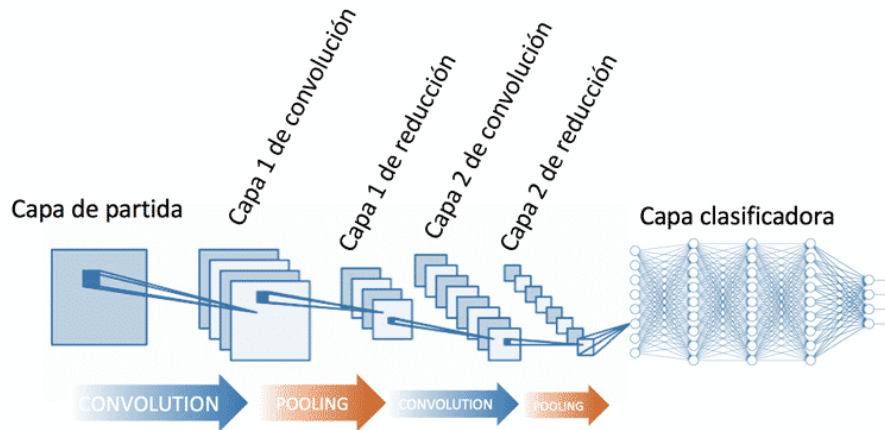 Capa de partida
Capa 1 de convolución
Capa 1 de reducción
Capa 2 de convolución
Capa 2 de reducción
Capa clasificadora
CONVOLUTION
POOLING
CONVOLUTION
POOLING